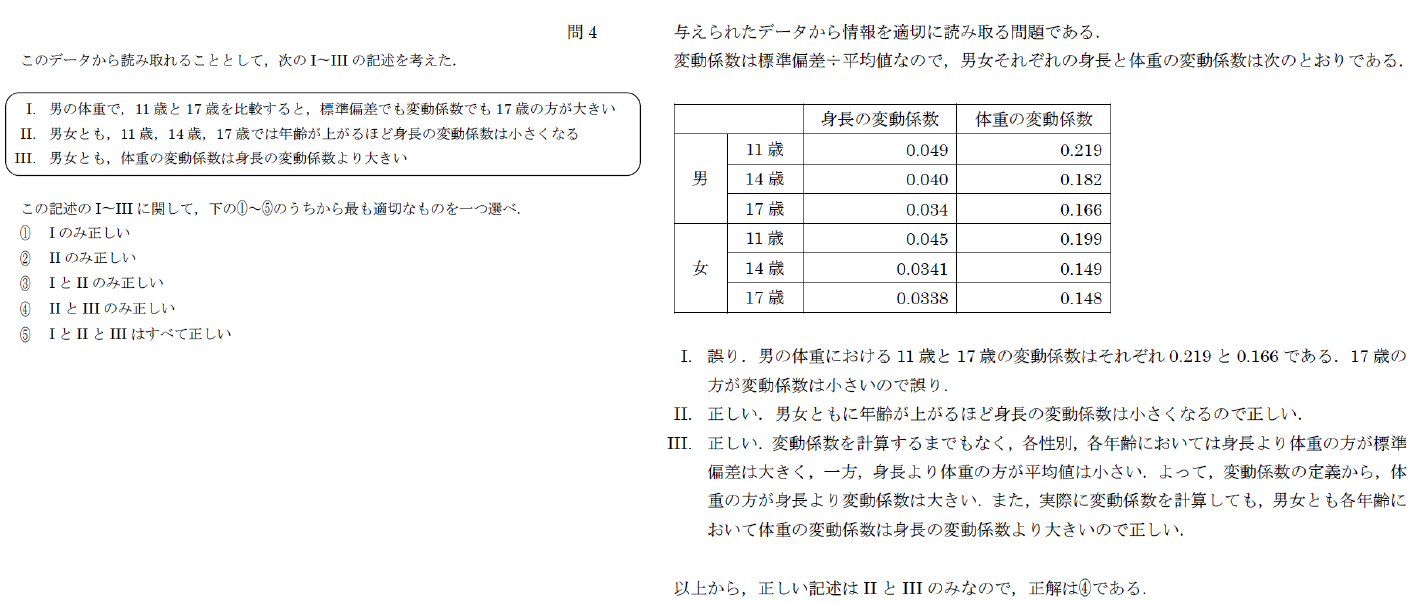 問4
このデータから読み取れることとして，次の I～III の記述を考えた．
I. 男の体重で，11 歳と 17 歳を比較すると，標準偏差でも変動係数でも 17 歳の方が大きい
II. 男女とも，11 歳，14 歳，17 歳では年齢が上がるほど身長の変動係数は小さくなる
III. 男女とも，体重の変動係数は身長の変動係数より大きい
この記述の I～III に関して，下の①～⑤のうちから最も適切なものを一つ選べ．
① I のみ正しい
② II のみ正しい
③ I と II のみ正しい
④ II と III のみ正しい
⑤ I と II と III はすべて正しい
与えられたデータから情報を適切に読み取る問題である．
変動係数は標準偏差÷平均値なので，男女それぞれの身長と体重の変動係数は次のとおりである．
身長の変動係数 体重の変動係数
男 11 歳 0.049 0.219
14 歳 0.040 0.182
17 歳 0.034 0.166
女 11 歳 0.045 0.199
14 歳 0.0341 0.149
17 歳 0.0338 0.148
I. 誤り．男の体重における 11 歳と 17 歳の変動係数はそれぞれ 0.219 と 0.166 である．17 歳の
方が変動係数は小さいので誤り．
II. 正しい．男女ともに年齢が上がるほど身長の変動係数は小さくなるので正しい．
III. 正しい．変動係数を計算するまでもなく，各性別，各年齢においては身長より体重の方が標準
偏差は大きく，一方，身長より体重の方が平均値は小さい．よって，変動係数の定義から，体
重の方が身長より変動係数は大きい．また，実際に変動係数を計算しても，男女とも各年齢に
おいて体重の変動係数は身長の変動係数より大きいので正しい．
以上から，正しい記述は II と III のみなので，正解は④である．